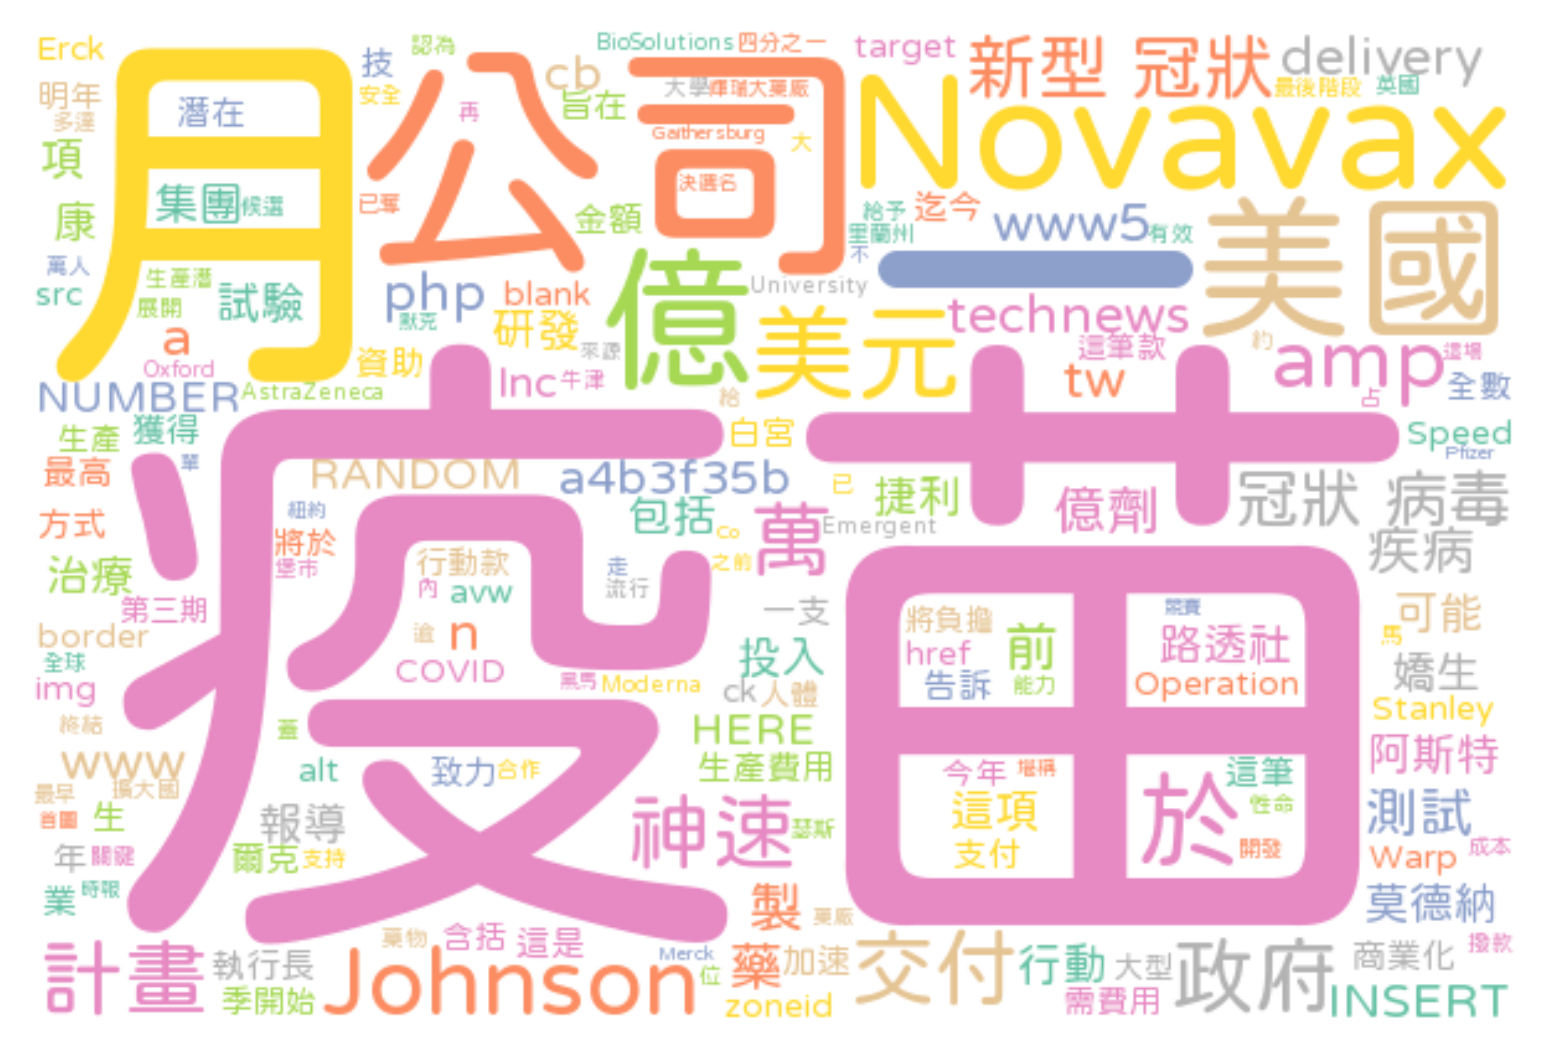 Erck
技
認為
BioSolutions
四分之一
target
新型 冠狀
delivery
明年
多達
潛在
月
公司
安全
再
cb
旨在
大學
輝瑞大藥廠
Gaithersburg
大
Novavax
最後階段
英國
項
集團
候選
已奪
金額
決選名
給予
迄今
里蘭州
不
www5
有效
美國
康
萬人
src
生產潛
展開
試驗
php
默克
blank
研發
億
University
一
technews
美元
來源
a
Oxford
資助
Inc
牛津
這筆款
tw
約
amp
這場
全數
占
NUMBER
AstraZeneca
給
生產
獲得
白宮
Speed
Pfizer
最高
單
RANDOM
a4b3f35b
已
捷利
億劑
冠狀 病毒
疫苗
方式
紐約
將於
堡市
包括
Co
萬
Emergent
疾病
治療
行動款
內
avw
走
流行
之前
第三期
一支
將負擔
競賽
可能
馬
border
全球
img
逾
n
COVID
黑馬
Moderna
投入
ck
人體
href
前
告訴
能力
路透社
Operation
嬌生
Stanley
終結
蓋
HERE
www
擴大國
最早
首圖
生
alt
致力
合作
生產費用
今年
堪稱
這筆
性命
阿斯特
報導
神速
瑟斯
這項
支付
於
開發
測試
年
關鍵
爾克
支持
Warp
成本
業
時報
製
藥廠
莫德納
計畫
執行長
季開始
藥物
含括
這是
Johnson
Merck
位
藥
加速
zoneid
交付
行動
大型
需費用
政府
商業化
撥款
INSERT